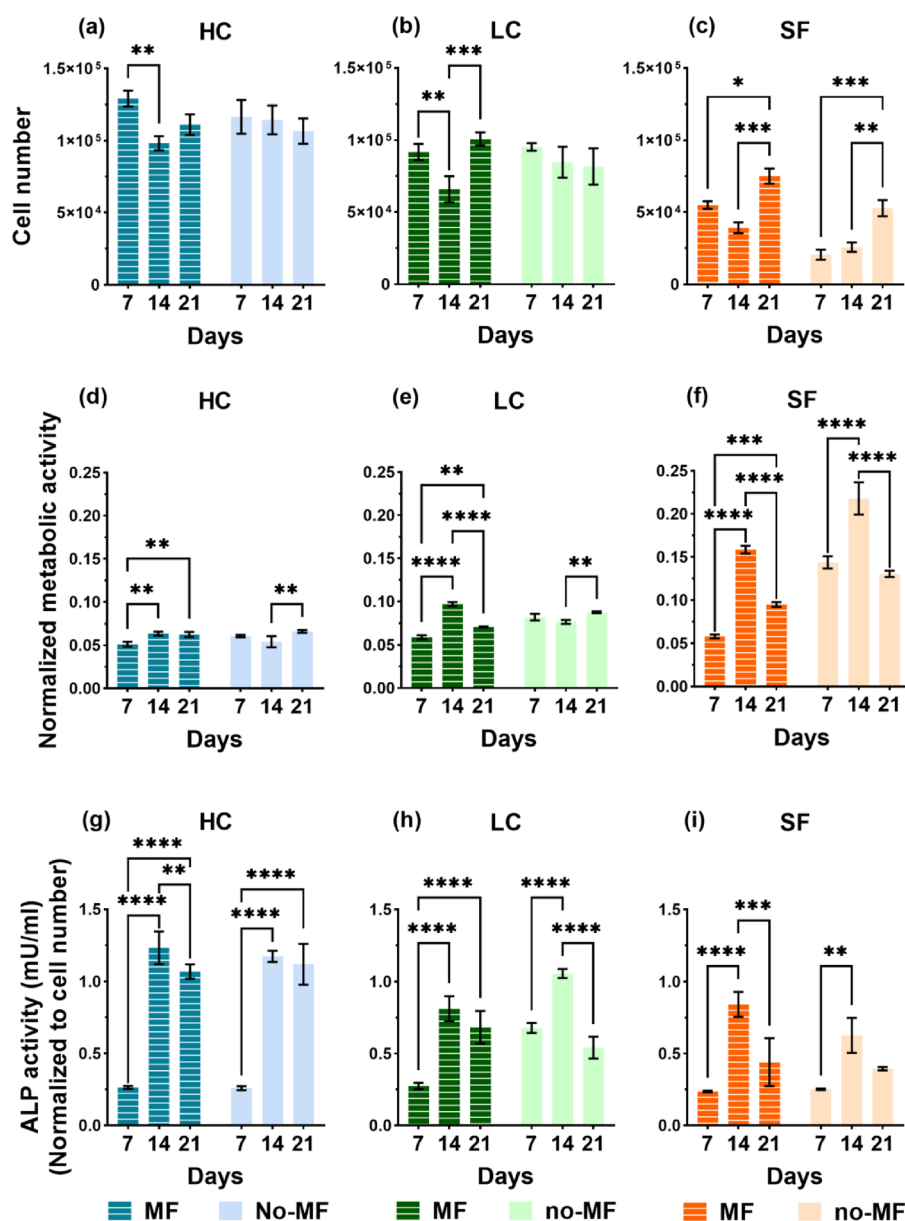 (a) HC (b) LC (c) SF
Cell number
** ** *** * *** *** **
1.5×10⁵ 1.5×10⁵ 1.5×10⁵
1×10⁵ 1×10⁵ 1×10⁵
5×10⁴ 5×10⁴ 5×10⁴
0 0 0
7 14 21 7 14 21 7 14 21 7 14 21 7 14 21 7 14 21
Days Days Days
(d) HC (e) LC (f) SF
Normalized metabolic activity
** ** ** ** **** **** ** *** **** **** **** ****
0.25 0.25 0.25
0.20 0.20 0.20
0.15 0.15 0.15
0.10 0.10 0.10
0.05 0.05 0.05
0.00 0.00 0.00
7 14 21 7 14 21 7 14 21 7 14 21 7 14 21 7 14 21
Days Days Days
(g) HC (h) LC (i) SF
ALP activity (mU/ml)
(Normalized to cell number)
**** ** **** **** **** **** **** **** **** *** **** **
1.5 1.5 1.5
1.0 1.0 1.0
0.5 0.5 0.5
0.0 0.0 0.0
7 14 21 7 14 21 7 14 21 7 14 21 7 14 21 7 14 21
Days Days Days
MF No-MF MF no-MF MF no-MF